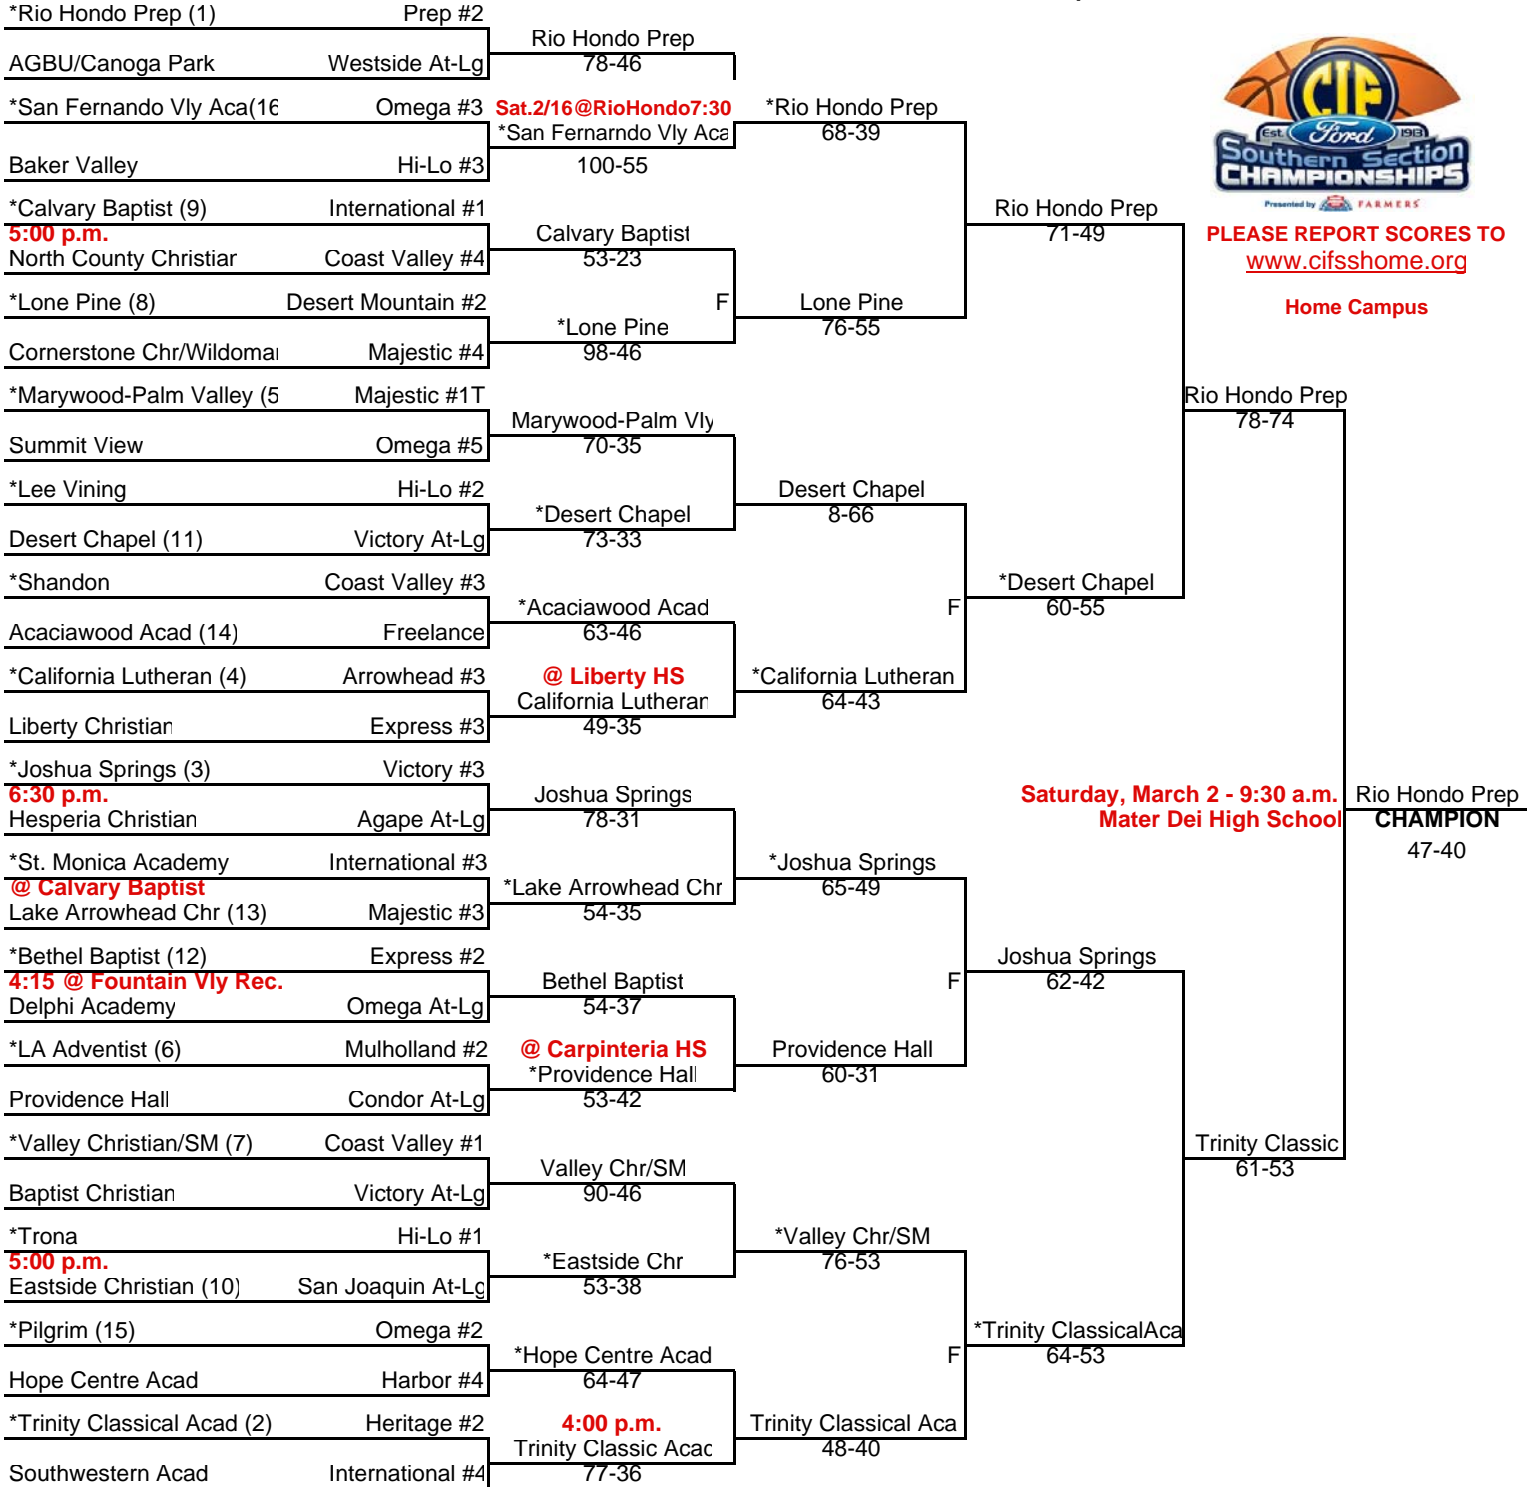 *Rio Hondo Prep (1) Prep #2
AGBU/Canoga Park Westside At-Lg
*San Fernando Vly Aca(16 Omega #3
Baker Valley Hi-Lo #3
*Calvary Baptist (9) International #1
5:00 p.m.
North County Christian Coast Valley #4
*Lone Pine (8) Desert Mountain #2
Cornerstone Chr/Wildomar Majestic #4
*Marywood-Palm Valley (5 Majestic #1T
Summit View Omega #5
*Lee Vining Hi-Lo #2
Desert Chapel (11) Victory At-Lg
*Shandon Coast Valley #3
Acaciawood Acad (14) Freelance
*California Lutheran (4) Arrowhead #3
Liberty Christian Express #3
*Joshua Springs (3) Victory #3
6:30 p.m.
Hesperia Christian Agape At-Lg
*St. Monica Academy International #3
@ Calvary Baptist
Lake Arrowhead Chr (13) Majestic #3
*Bethel Baptist (12) Express #2
4:15 @ Fountain Vly Rec.
Delphi Academy Omega At-Lg
*LA Adventist (6) Mulholland #2
Providence Hall Condor At-Lg
*Valley Christian/SM (7) Coast Valley #1
Baptist Christian Victory At-Lg
*Trona Hi-Lo #1
5:00 p.m.
Eastside Christian (10) San Joaquin At-Lg
*Pilgrim (15) Omega #2
Hope Centre Acad Harbor #4
*Trinity Classical Acad (2) Heritage #2
Southwestern Acad International #4
Rio Hondo Prep
78-46
Sat.2/16@RioHondo7:30
*San Fernarndo Vly Aca
100-55
Calvary Baptist
53-23
F
*Lone Pine
98-46
Marywood-Palm Vly
70-35
*Desert Chapel
73-33
*Acaciawood Acad
63-46
@ Liberty HS
California Lutheran
49-35
Joshua Springs
78-31
*Lake Arrowhead Chr
54-35
Bethel Baptist
54-37
@ Carpinteria HS
*Providence Hall
53-42
Valley Chr/SM
90-46
*Eastside Chr
53-38
*Hope Centre Acad
64-47
4:00 p.m.
Trinity Classic Acad
77-36
*Rio Hondo Prep
68-39
Lone Pine
76-55
Desert Chapel
8-66
F
*California Lutheran
64-43
*Joshua Springs
65-49
F
Providence Hall
60-31
*Valley Chr/SM
76-53
F
Trinity Classical Aca
48-40
Rio Hondo Prep
71-49
*Desert Chapel
60-55
Joshua Springs
62-42
*Trinity ClassicalAca
64-53
Rio Hondo Prep
78-74
Trinity Classic
61-53
Saturday, March 2 - 9:30 a.m.
Mater Dei High School
Rio Hondo Prep
CHAMPION
47-40
CIF
Est. Ford 1913
Southern Section
CHAMPIONSHIPS
Presented by FARMERS
PLEASE REPORT SCORES TO
www.cifsshome.org
Home Campus